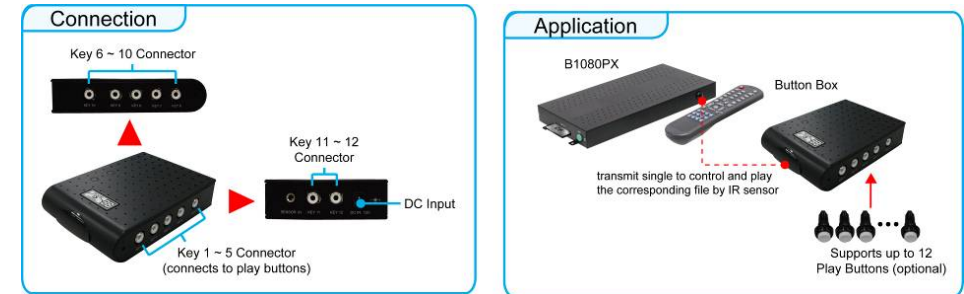 Connection
Key 6 ~ 10 Connector
Key 11 ~ 12
Connector
DC Input
Key 1 ~ 5 Connector
(connects to play buttons)
Application
B1080PX
Button Box
transmit single to control and play
the corresponding file by IR sensor
Supports up to 12
Play Buttons (optional)